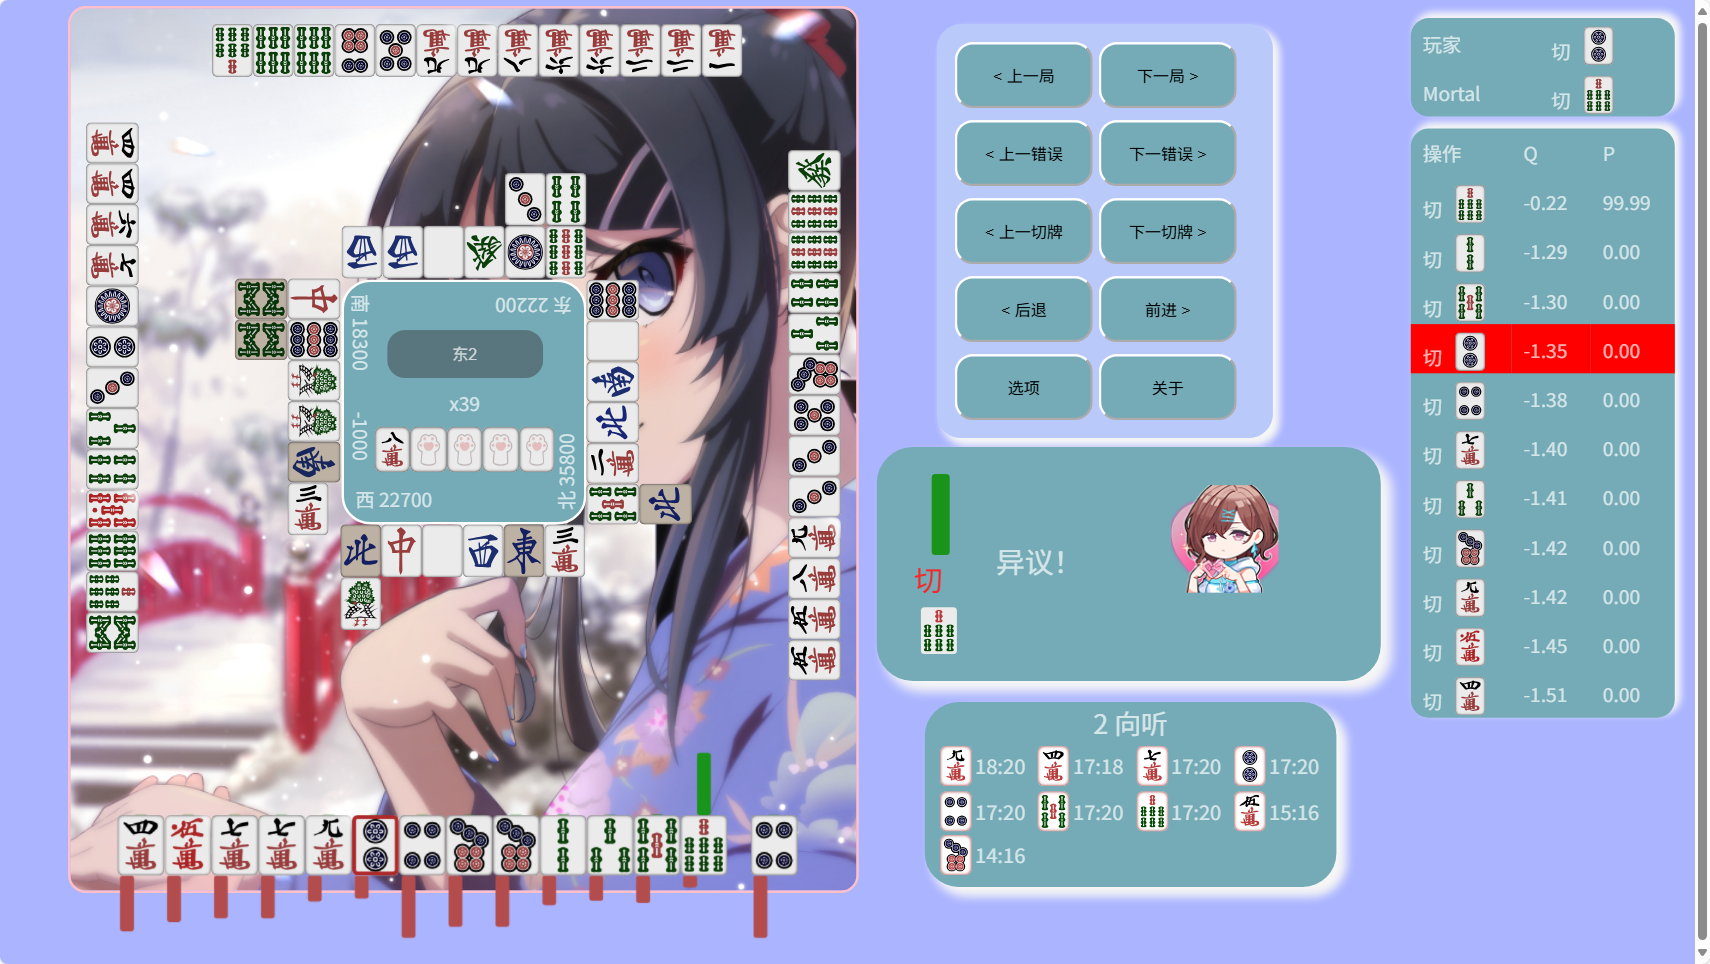 东 22200
南 18300
东2
x39
-1000
北 35800
西 22700
< 上一局
下一局 >
< 上一错误
下一错误 >
< 上一切牌
下一切牌 >
< 后退
前进 >
选项
关于
切
异议!
2 向听
18:20
17:18
17:20
17:20
17:20
17:20
17:20
15:16
14:16
玩家 切
Mortal 切
操作 Q P
切 -0.22 99.99
切 -1.29 0.00
切 -1.30 0.00
切 -1.35 0.00
切 -1.38 0.00
切 -1.40 0.00
切 -1.41 0.00
切 -1.42 0.00
切 -1.42 0.00
切 -1.45 0.00
切 -1.51 0.00